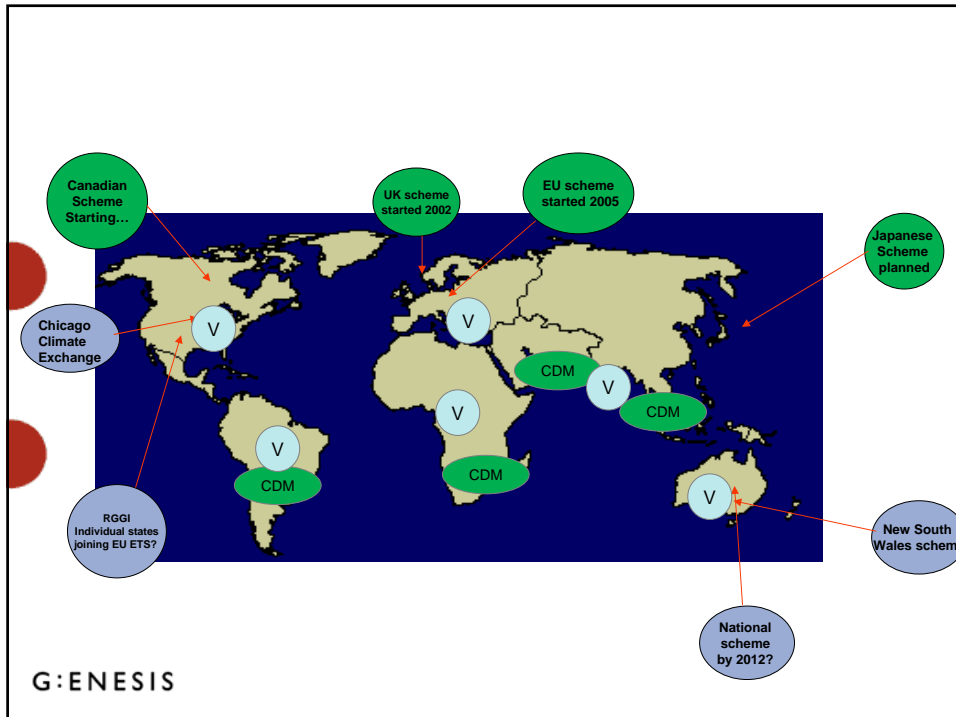 Canadian
Scheme
Starting…
UK scheme
started 2002
EU scheme
started 2005
Japanese
Scheme
planned
Chicago
Climate
Exchange
V
V
CDM
V
CDM
V
V
CDM
CDM
V
RGGI
Individual states
joining EU ETS?
New South
Wales schem
National
scheme
by 2012?
G:ENESIS